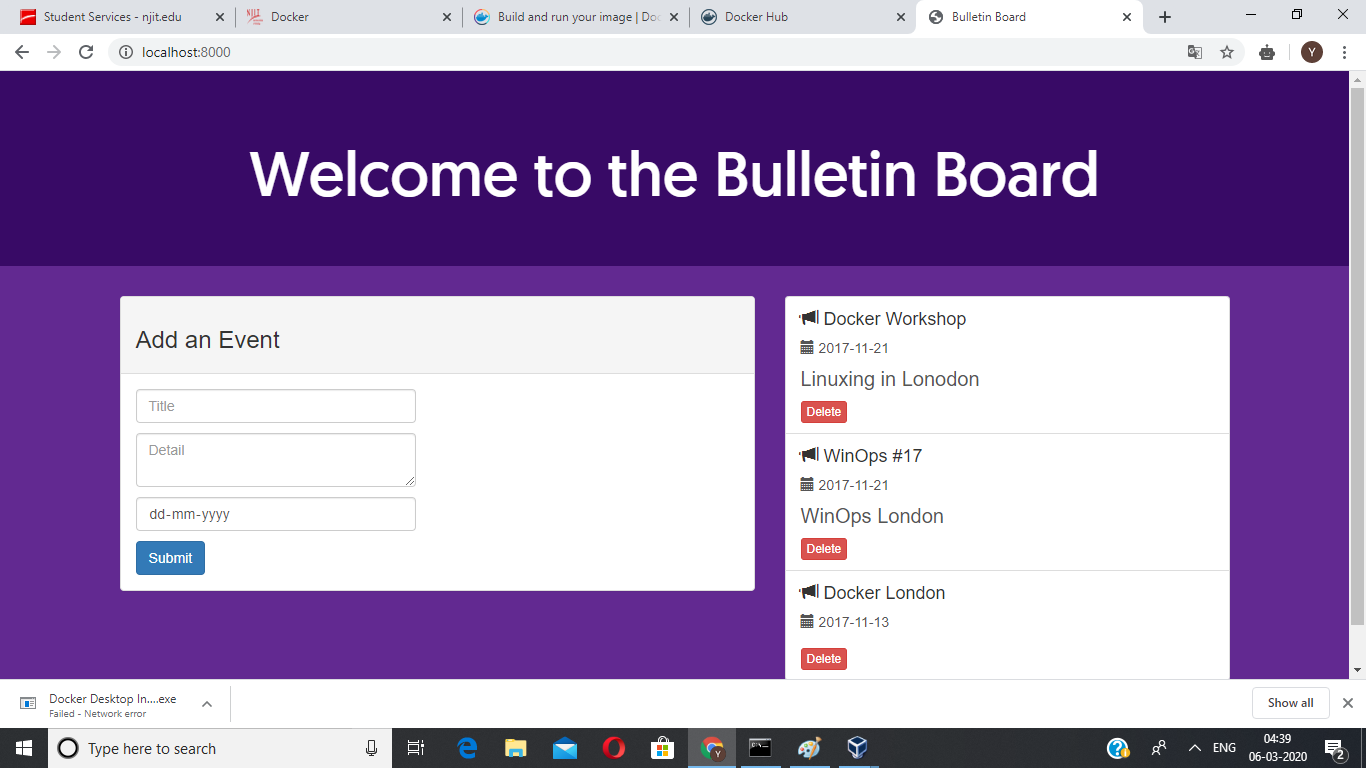 Student Services - njit.edu
Docker
Build and run your image | Doc
Docker Hub
Bulletin Board
localhost:8000
Y
Welcome to the Bulletin Board
Add an Event
Title
Detail
dd-mm-yyyy
Submit
Docker Workshop
2017-11-21
Linuxing in Lonodon
Delete
WinOps #17
2017-11-21
WinOps London
Delete
Docker London
2017-11-13
Delete
Docker Desktop In....exe
Failed - Network error
Show all
Type here to search
ENG
04:39
06-03-2020
2